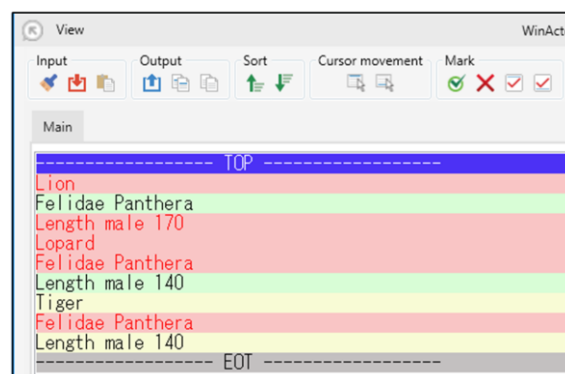 View
WinAct
Input
Output
Sort
Cursor movement
Mark
Main
------------------ TOP ------------------
Lion
Felidae Panthera
Length male 170
Lopard
Felidae Panthera
Length male 140
Tiger
Felidae Panthera
Length male 140
------------------ EOT ------------------